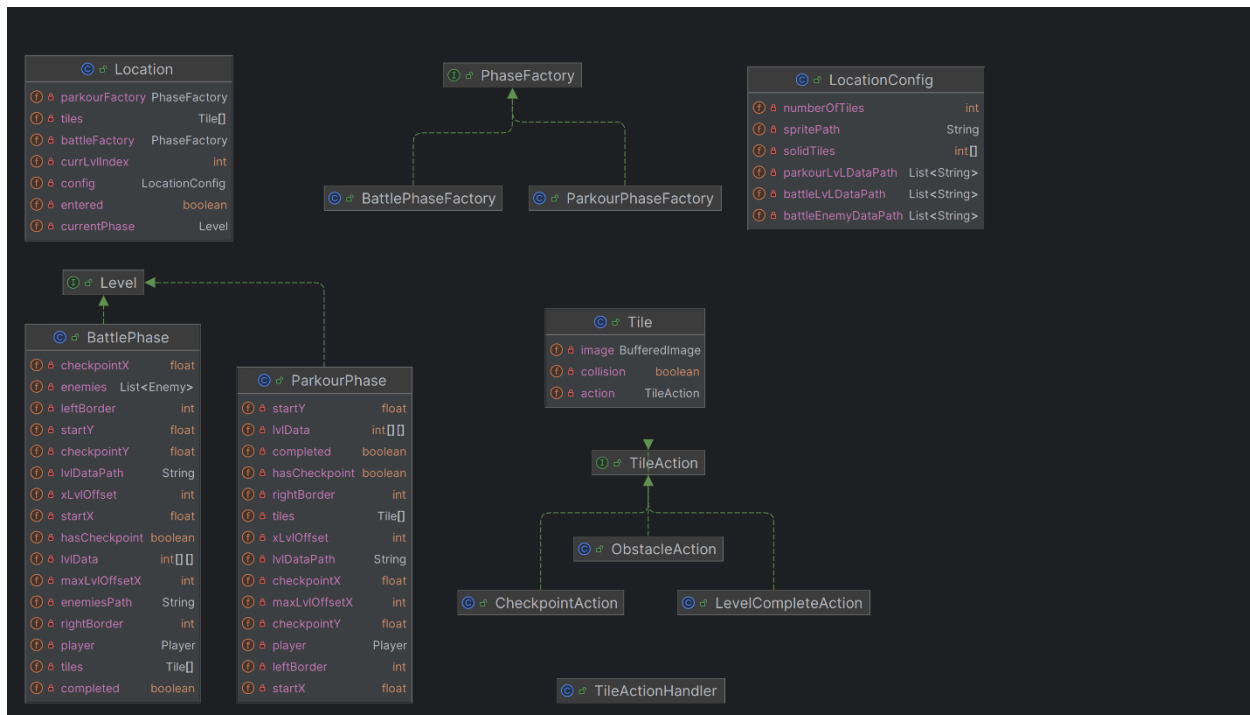 Location
parkourFactory PhaseFactory
tiles Tile[]
battleFactory PhaseFactory
currLvlIndex int
config LocationConfig
entered boolean
currentPhase Level
PhaseFactory
BattlePhaseFactory
ParkourPhaseFactory
LocationConfig
numberOfTiles int
spritePath String
solidTiles int[]
parkourLvLDataPath List<String>
battleLvLDataPath List<String>
battleEnemyDataPath List<String>
Level
BattlePhase
checkpointX float
enemies List<Enemy>
leftBorder int
startY float
checkpointY float
lvlDataPath String
xLvlOffset int
startX float
hasCheckpoint boolean
lvlData int[][]
maxLvlOffsetX int
enemiesPath String
rightBorder int
player Player
tiles Tile[]
completed boolean
ParkourPhase
startY float
lvlData int[][]
completed boolean
hasCheckpoint boolean
rightBorder int
tiles Tile[]
xLvlOffset int
lvlDataPath String
checkpointX float
maxLvlOffsetX int
checkpointY float
player Player
leftBorder int
startX float
Tile
image BufferedImage
collision boolean
action TileAction
TileAction
ObstacleAction
CheckpointAction
LevelCompleteAction
TileActionHandler